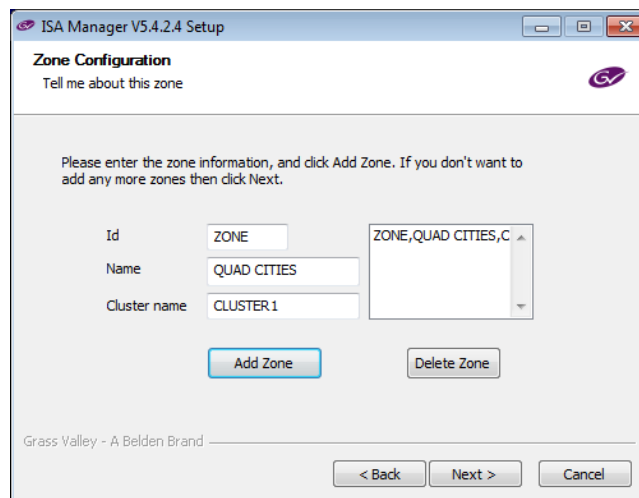 ISA Manager V5.4.2.4 Setup
Zone Configuration
Tell me about this zone
GV
Please enter the zone information, and click Add Zone. If you don't want to
add any more zones then click Next.
Id
ZONE
ZONE,QUAD CITIES,C
Name
QUAD CITIES
Cluster name
CLUSTER1
Add Zone
Delete Zone
Grass Valley - A Belden Brand
< Back
Next >
Cancel